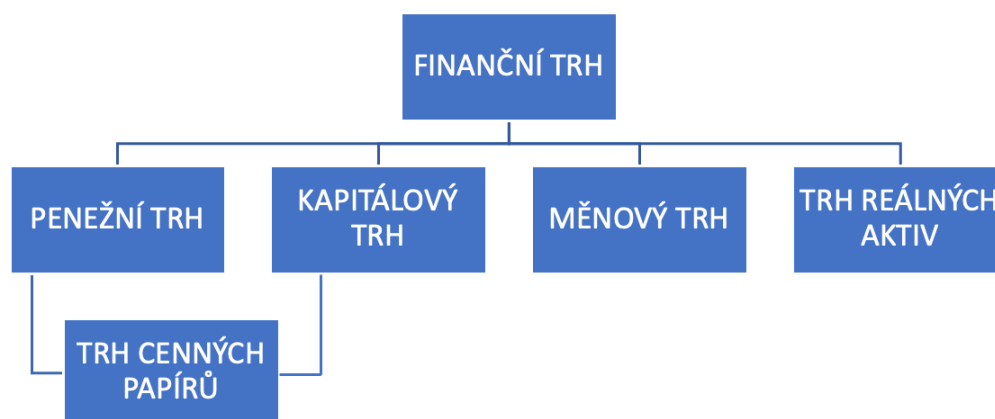 FINANČNÍ TRH
PENEŽNÍ TRH
KAPITÁLOVÝ
TRH
MĚNOVÝ TRH
TRH REÁLNÝCH
AKTIV
TRH CENNÝCH
PAPÍRŮ